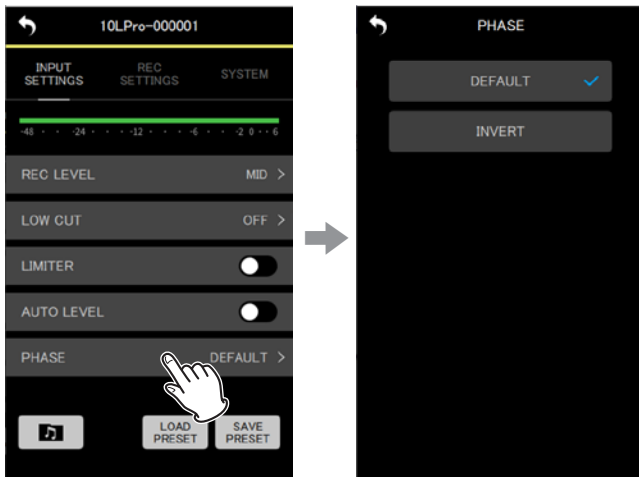 10LPro-000001
INPUT SETTINGS
REC SETTINGS
SYSTEM
-48 · · -24 · · · -12 · · · -6 · · -2 0 · · 6
REC LEVEL MID >
LOW CUT OFF >
LIMITER
AUTO LEVEL
PHASE DEFAULT >
LOAD PRESET
SAVE PRESET
PHASE
DEFAULT
INVERT